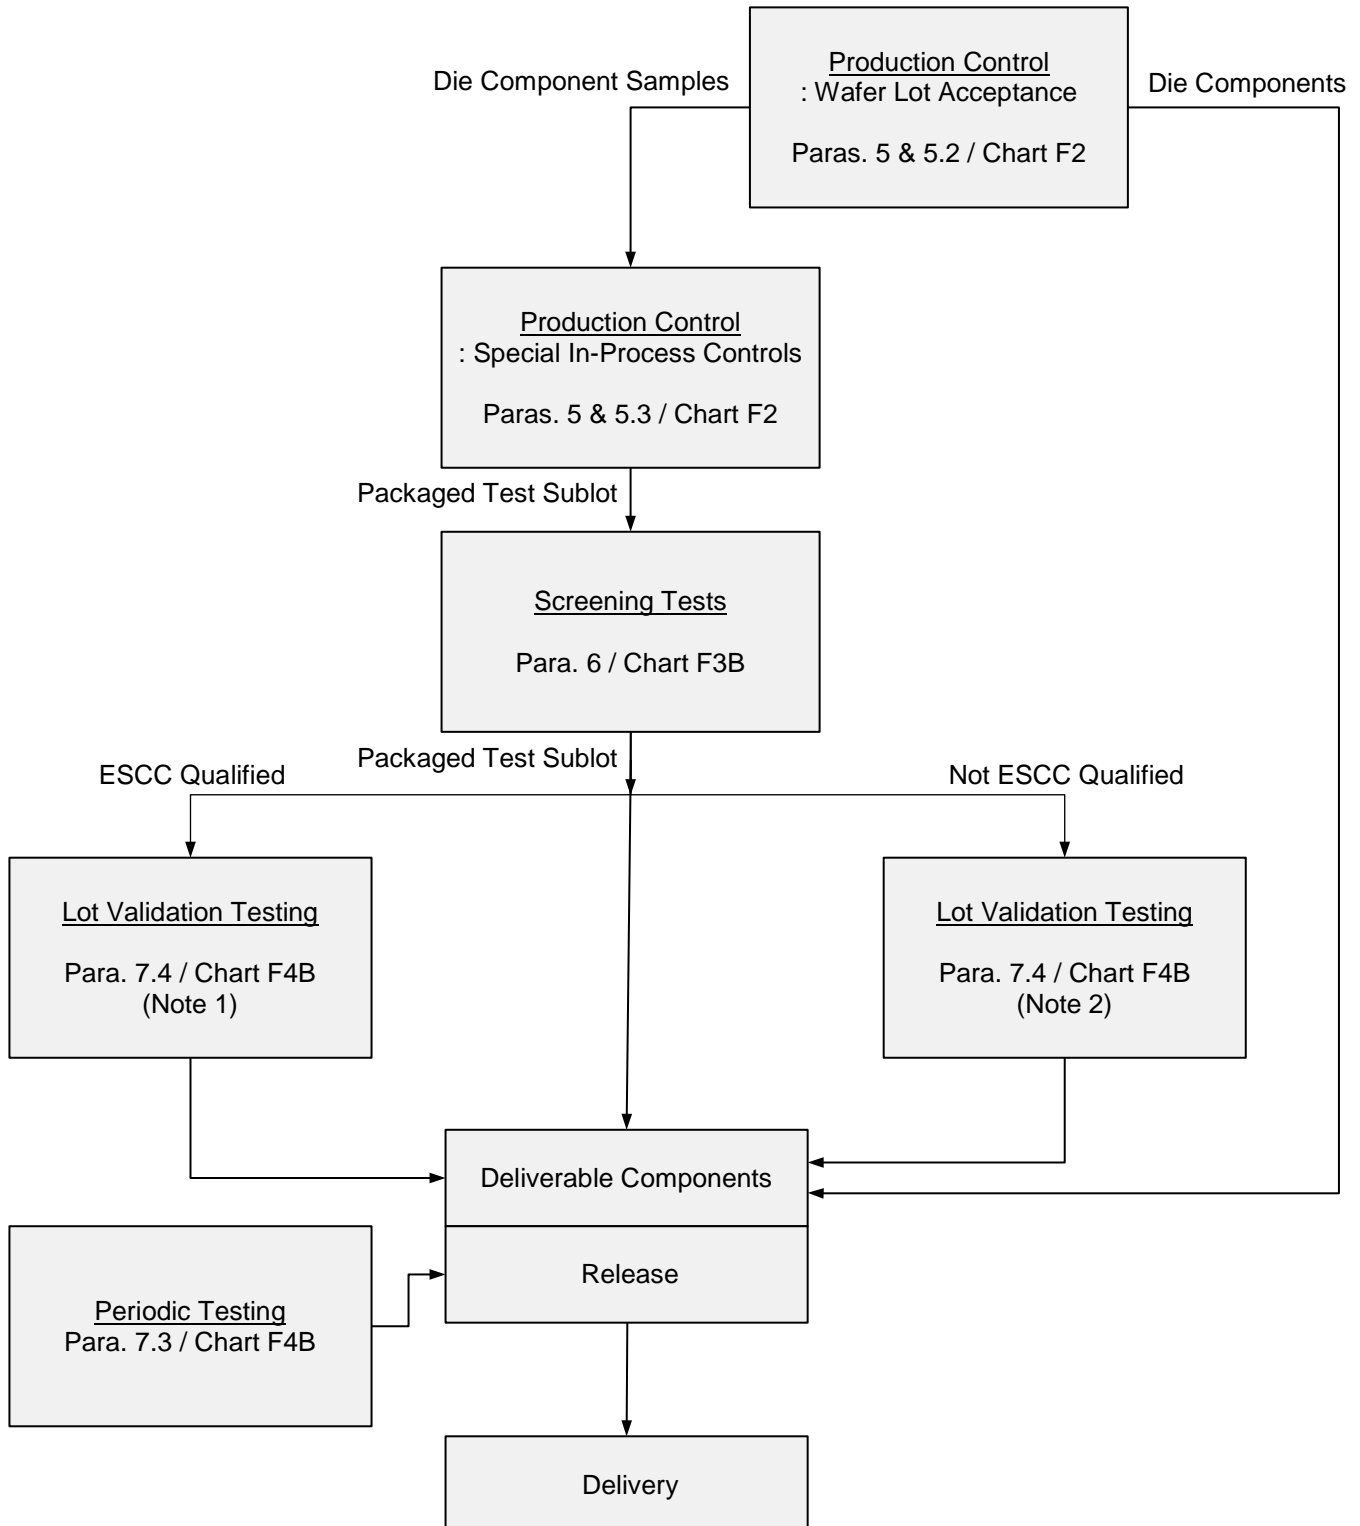 Die Component Samples
Production Control
: Wafer Lot Acceptance
Paras. 5 & 5.2 / Chart F2
Die Components
Production Control
: Special In-Process Controls
Paras. 5 & 5.3 / Chart F2
Packaged Test Sublot
Screening Tests
Para. 6 / Chart F3B
Packaged Test Sublot
ESCC Qualified
Not ESCC Qualified
Lot Validation Testing
Para. 7.4 / Chart F4B
(Note 1)
Lot Validation Testing
Para. 7.4 / Chart F4B
(Note 2)
Deliverable Components
Release
Periodic Testing
Para. 7.3 / Chart F4B
Delivery